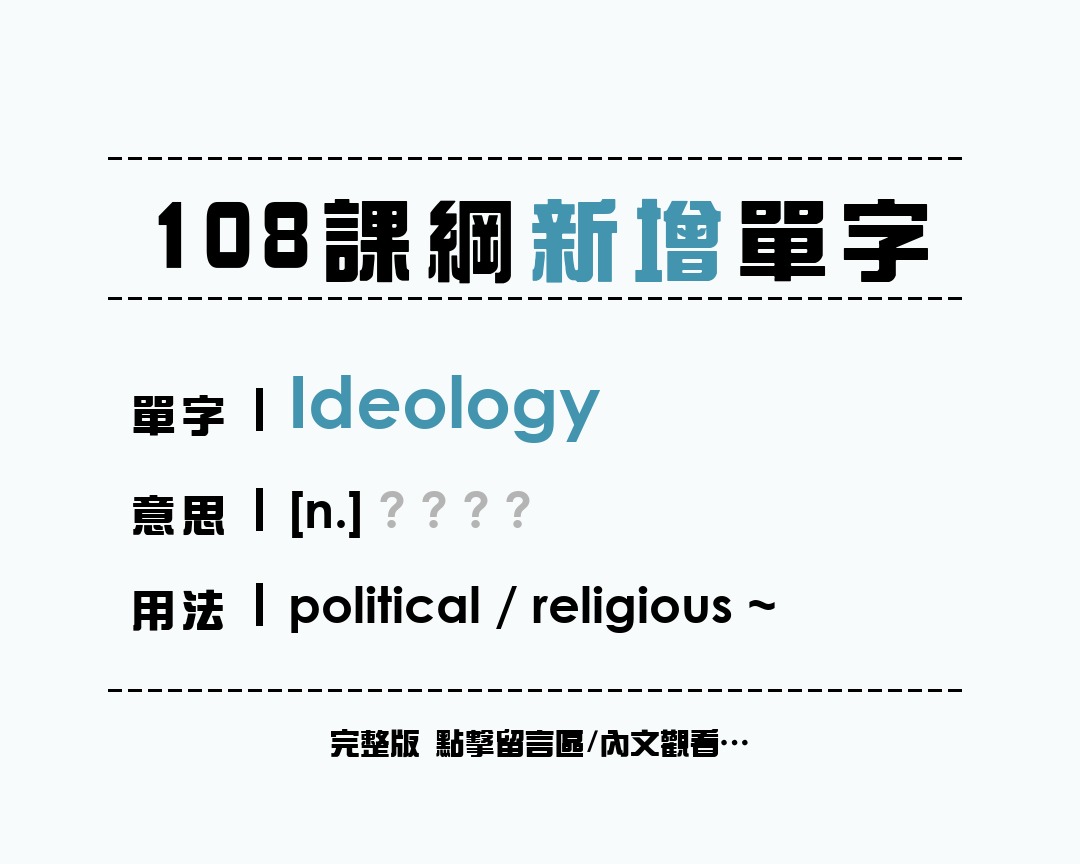 108課綱新增單字
單字 | Ideology
意思 | [n.] ????
用法 | political / religious ~
完整版 點擊留言區/內文觀看…